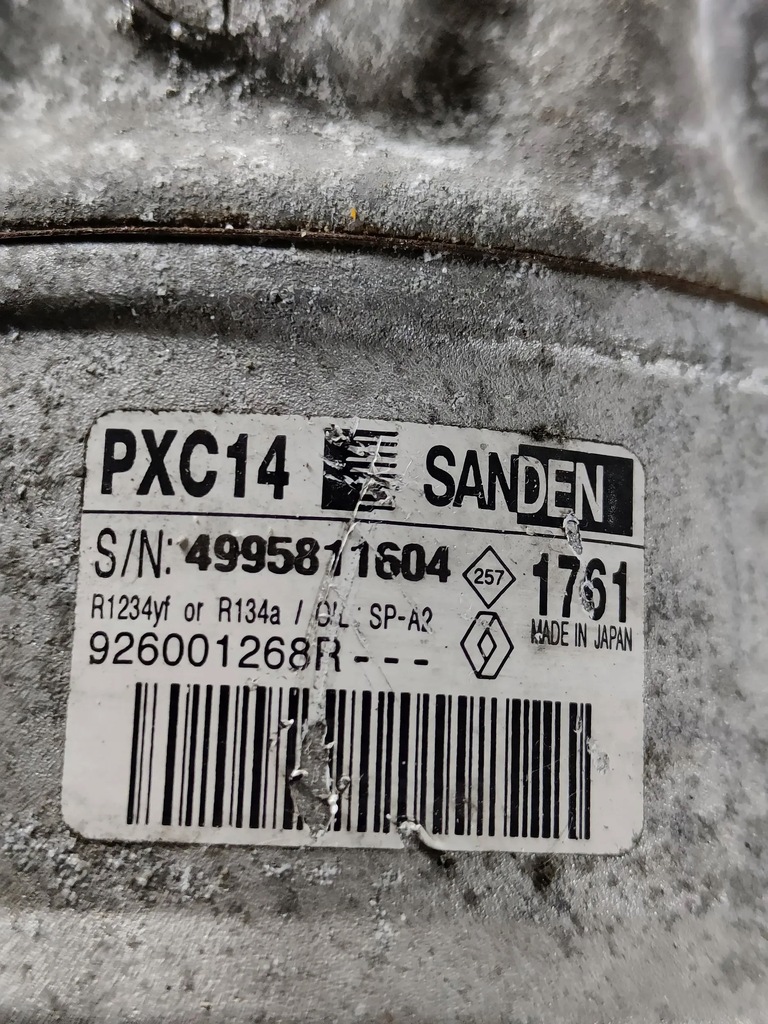 PXC14 SANDEN
S/N: 4995811604 257 1761
R1234yf or R134a / OIL: SP-A2
MADE IN JAPAN
926001268R---